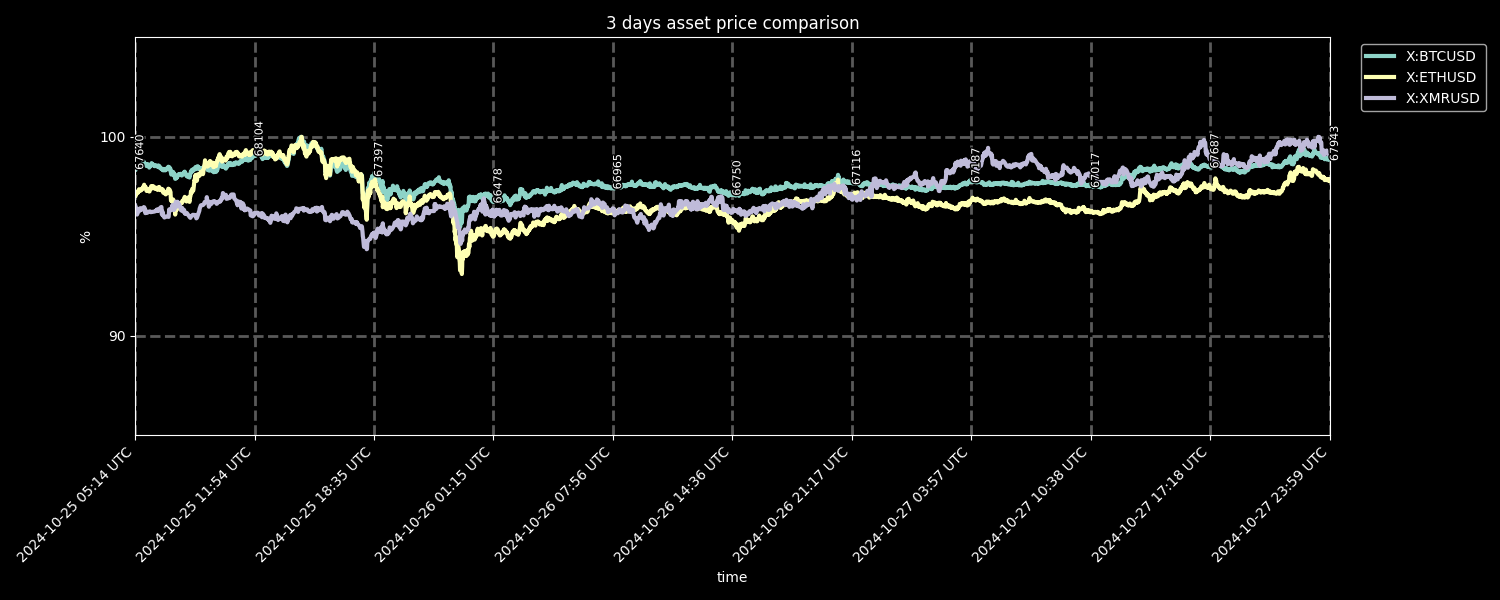 3 days asset price comparison
X:BTCUSD
X:ETHUSD
X:XMRUSD
100
90
%
67640
68104
67397
66478
66965
66750
67116
67187
67017
67687
67943
2024-10-25 05:14 UTC
2024-10-25 11:54 UTC
2024-10-25 18:35 UTC
2024-10-26 01:15 UTC
2024-10-26 07:56 UTC
2024-10-26 14:36 UTC
2024-10-26 21:17 UTC
2024-10-27 03:57 UTC
2024-10-27 10:38 UTC
2024-10-27 17:18 UTC
2024-10-27 23:59 UTC
time